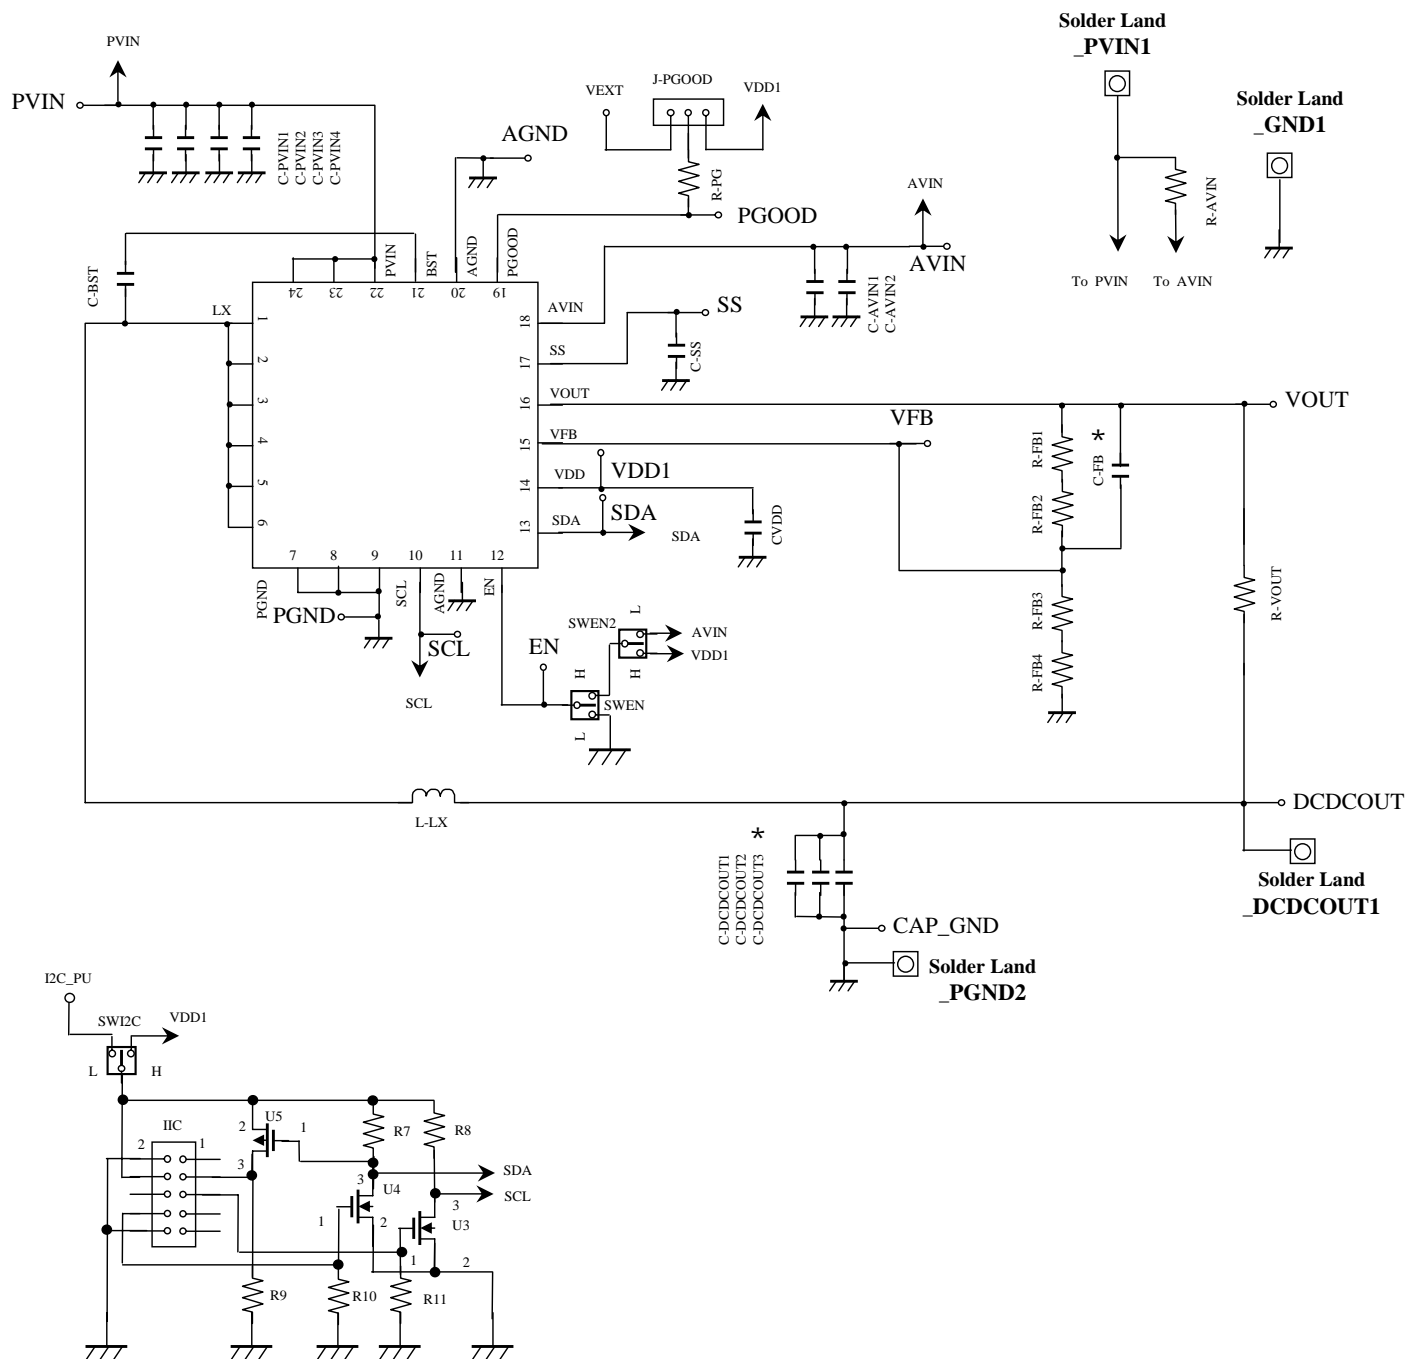 PVIN
PVIN
C-PVIN1
C-PVIN2
C-PVIN3
C-PVIN4
AGND
J-PGOOD
VEXT
VDD1
R-PG
PGOOD
Solder Land
_PVIN1
Solder Land
_GND1
R-AVIN
To PVIN
To AVIN
AVIN
AVIN
C-AVIN1
C-AVIN2
C-BST
PVIN
BST
AGND
PGOOD
24
23
22
21
20
19
LX
1
2
3
4
5
6
AVIN
18
SS
17
VOUT
16
VFB
15
VDD
14
SDA
13
SS
C-SS
VFB
VOUT
VDD1
SDA
SDA
CVDD
R-FB1
*
C-FB
R-FB2
R-FB3
R-FB4
R-VOUT
7
8
9
10
11
12
PGND
SCL
AGND
EN
PGND
SCL
SCL
EN
SWEN2
L
H
AVIN
VDD1
H
SWEN
L
L-LX
DCDCOUT
Solder Land
_DCDCOUT1
*
C-DCDCOUT1
C-DCDCOUT2
C-DCDCOUT3
CAP_GND
Solder Land
_PGND2
I2C_PU
SWI2C
VDD1
L
H
IIC
2
1
U5
2
1
3
R7
R8
SDA
SCL
3
U4
1
2
3
U3
1
2
R9
R10
R11